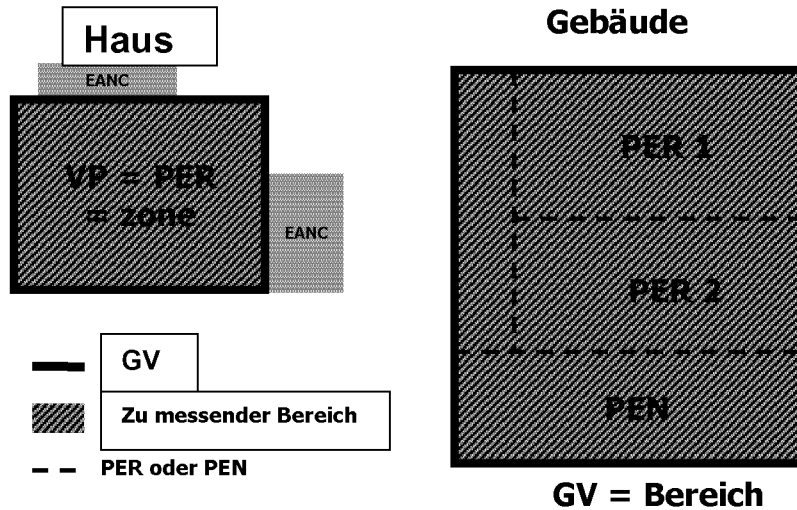 Haus
EANC
VP = PER
= zone
EANC
GV
Zu messender Bereich
PER oder PEN
Gebäude
PER 1
PER 2
PEN
GV = Bereich